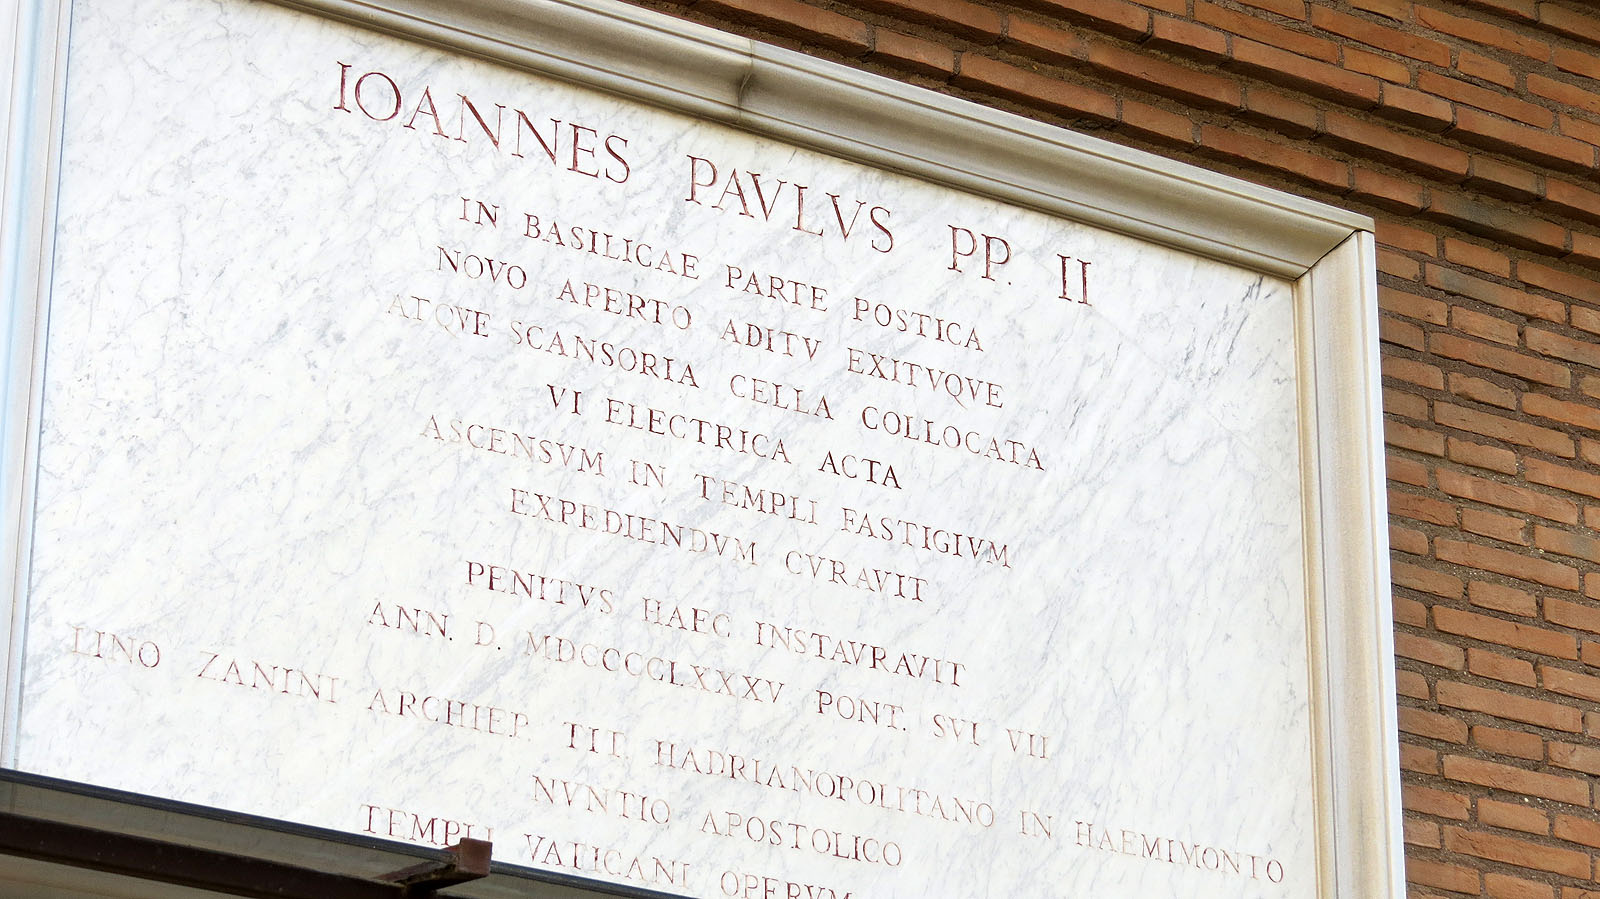 IOANNES PAVLVS PP. II
IN BASILICAE PARTE POSTICA
NOVO APERTO ADITV EXITVQVE
ATQVE SCANSORIA CELLA COLLOCATA
VI ELECTRICA ACTA
ASCENSVM IN TEMPLI FASTIGIVM
EXPEDIENDVM CVRAVIT
PENITVS HAEC INSTAVRAVIT
ANN. D. MDCCCCLXXXV PONT. SVI VII
LINO ZANINI ARCHIEP. TIT. HADRIANOPOLITANO IN HAEMIMONTO
NVNTIO APOSTOLICO
TEMPLI VATICANI OPERVM